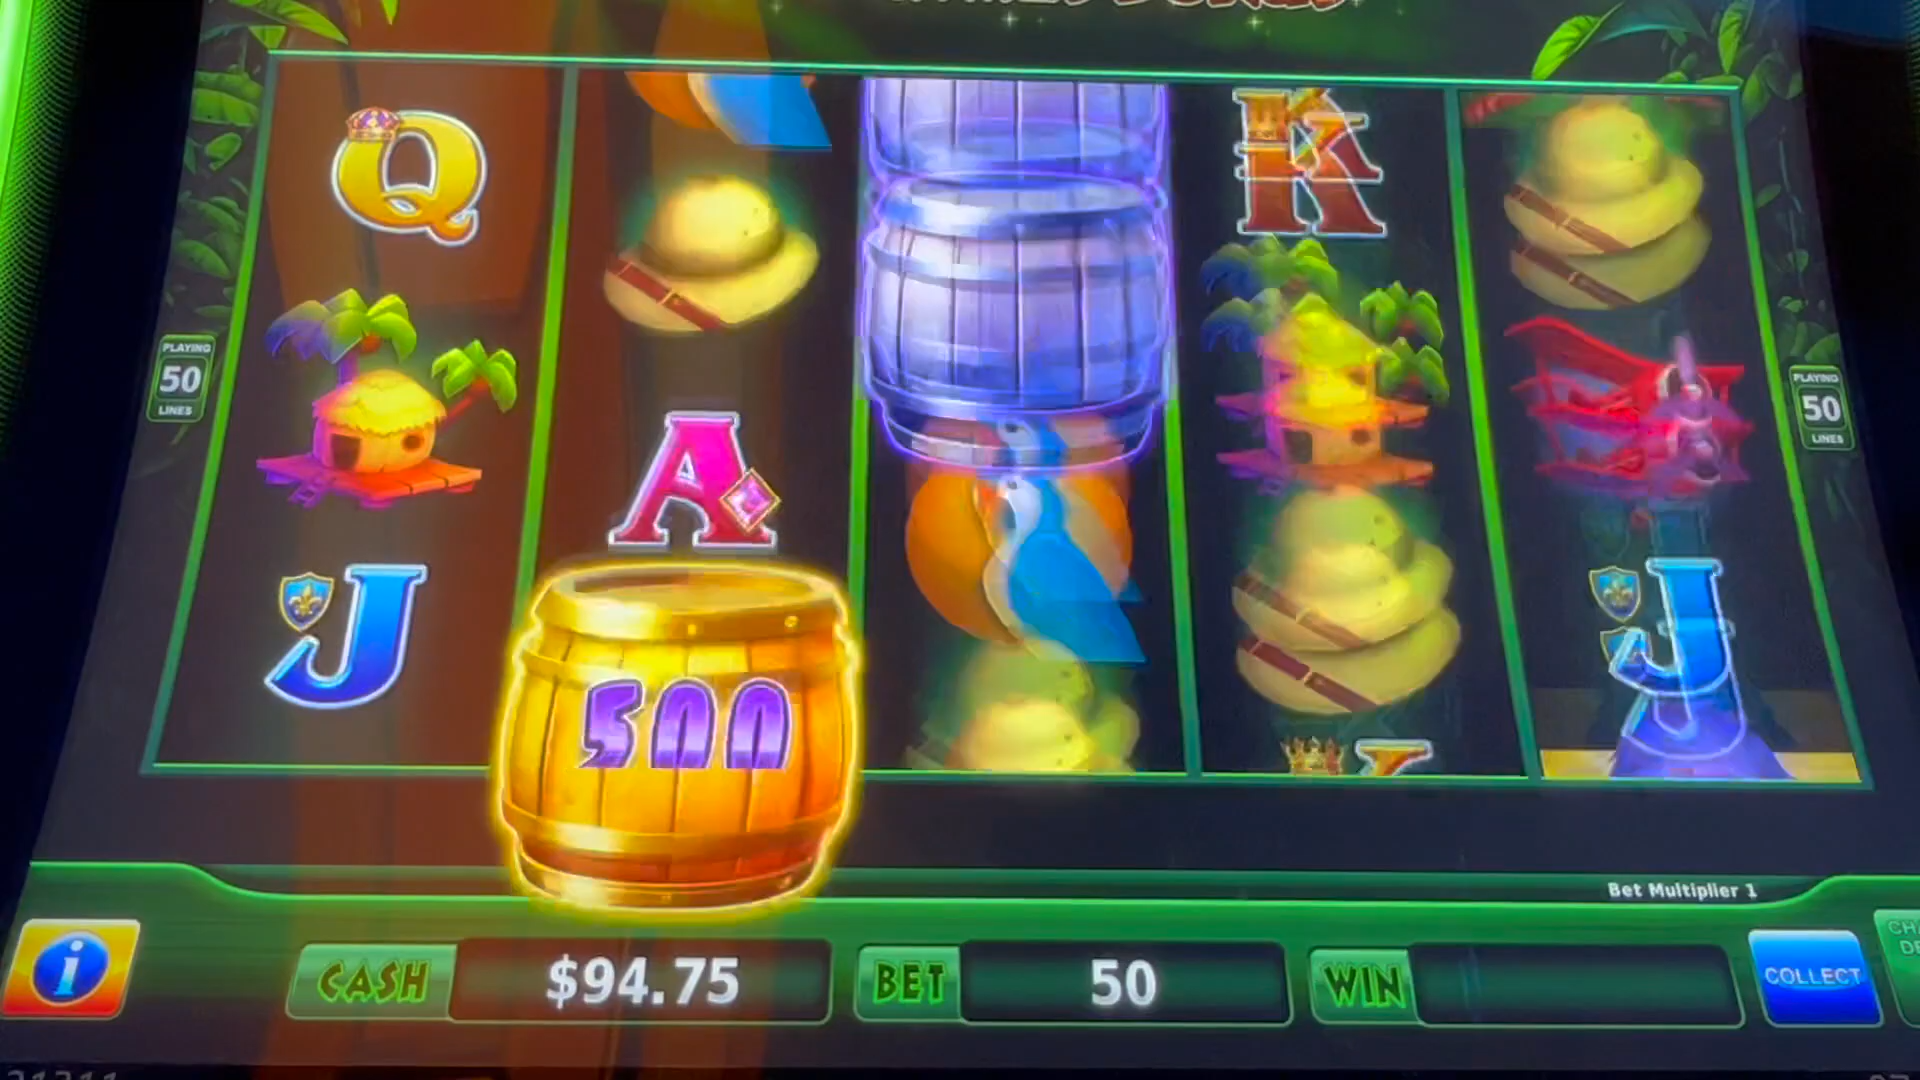 Q
K
PLAYING
50
LINES
PLAYING
50
LINES
A
J
J
500
Bet Multiplier 1
i
CASH $94.75
BET 50
WIN
COLLECT